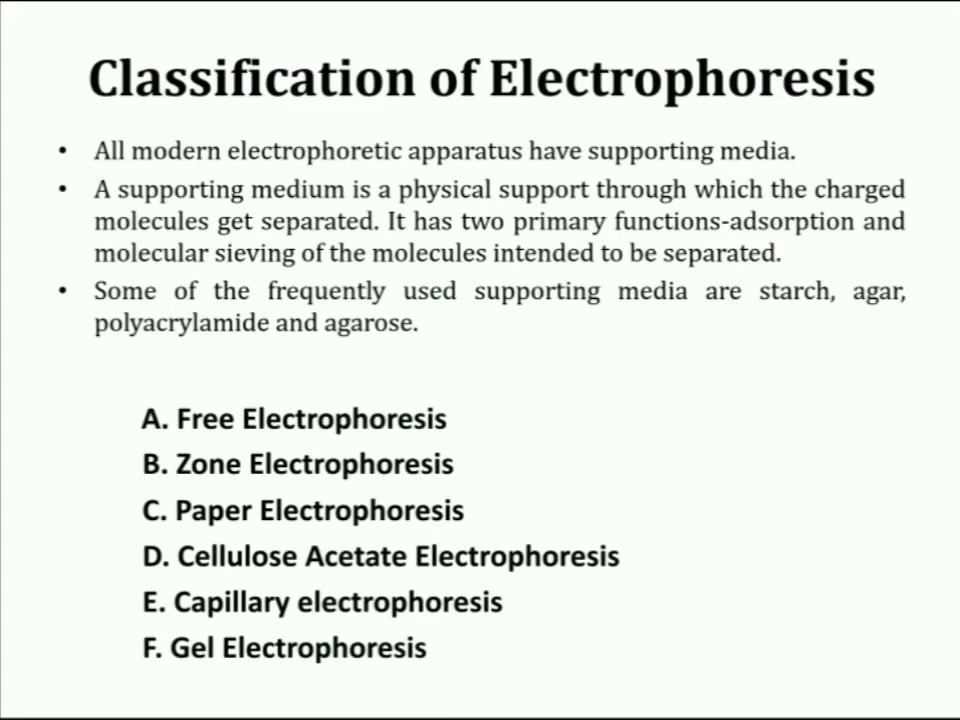 Classification of Electrophoresis
• All modern electrophoretic apparatus have supporting media.
• A supporting medium is a physical support through which the charged
molecules get separated. It has two primary functions-adsorption and
molecular sieving of the molecules intended to be separated.
• Some of the frequently used supporting media are starch, agar,
polyacrylamide and agarose.
A. Free Electrophoresis
B. Zone Electrophoresis
C. Paper Electrophoresis
D. Cellulose Acetate Electrophoresis
E. Capillary electrophoresis
F. Gel Electrophoresis